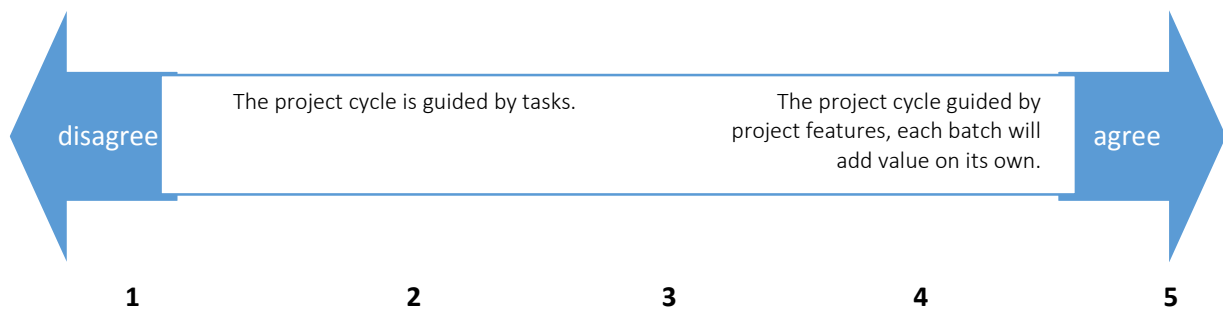 The project cycle is guided by tasks.
The project cycle guided by
project features, each batch will
add value on its own.
disagree
agree
1 2 3 4 5